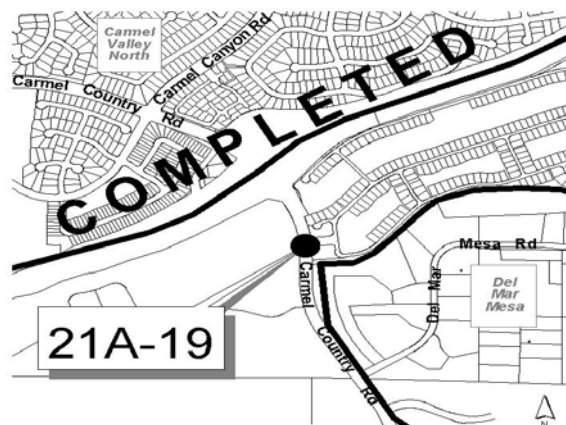 Carmel
Valley
North
Carmel Canyon Rd
Carmel Country Rd
COMPLETED
Mesa Rd
Del Mar
Del
Mar
Mesa
Carmel Country Rd
21A-19
N